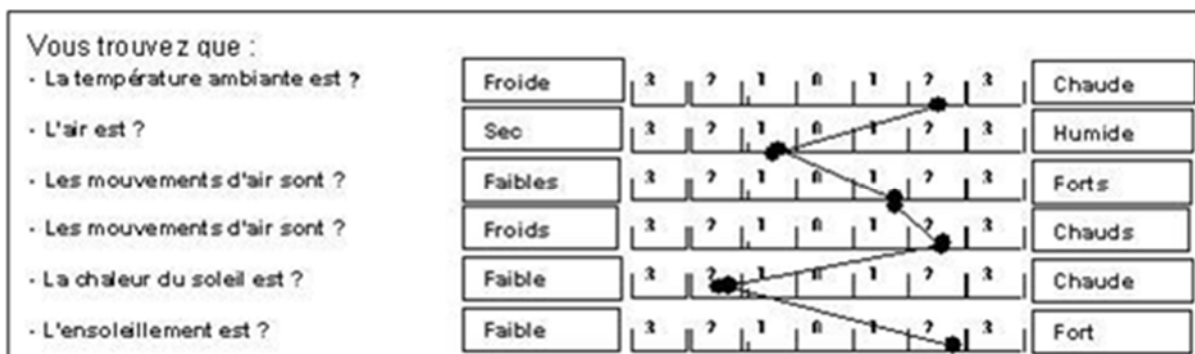 Vous trouvez que :
- La température ambiante est ? Froide 3 2 1 0 1 2 3 Chaude
- L'air est ? Sec 3 2 1 0 1 2 3 Humide
- Les mouvements d'air sont ? Faibles 3 2 1 0 1 2 3 Forts
- Les mouvements d'air sont ? Froids 3 2 1 0 1 2 3 Chauds
- La chaleur du soleil est ? Faible 3 2 1 0 1 2 3 Chaude
- L'ensoleillement est ? Faible 3 2 1 0 1 2 3 Fort